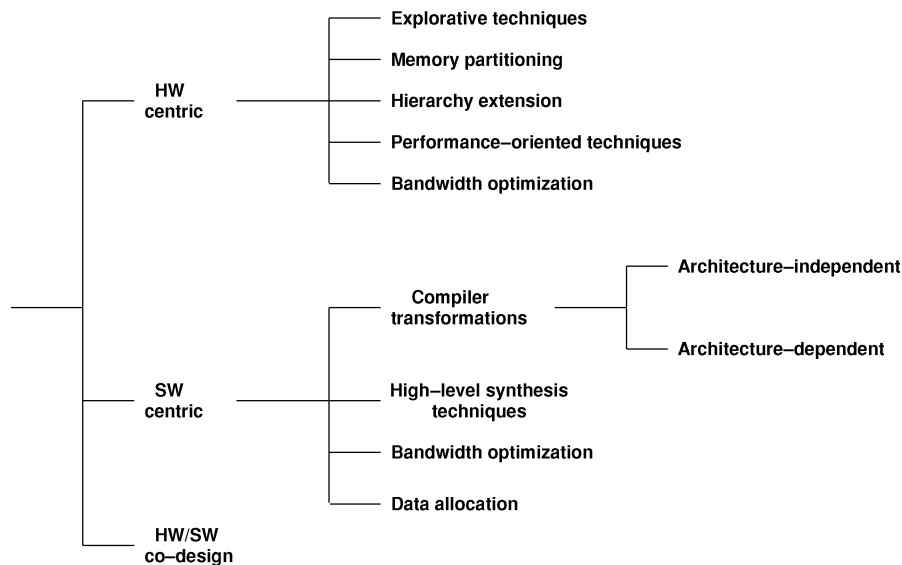 Explorative techniques
Memory partitioning
HW
centric
Hierarchy extension
Performance–oriented techniques
Bandwidth optimization
Architecture–independent
Compiler
transformations
Architecture–dependent
SW
centric
High–level synthesis
techniques
Bandwidth optimization
Data allocation
HW/SW
co–design